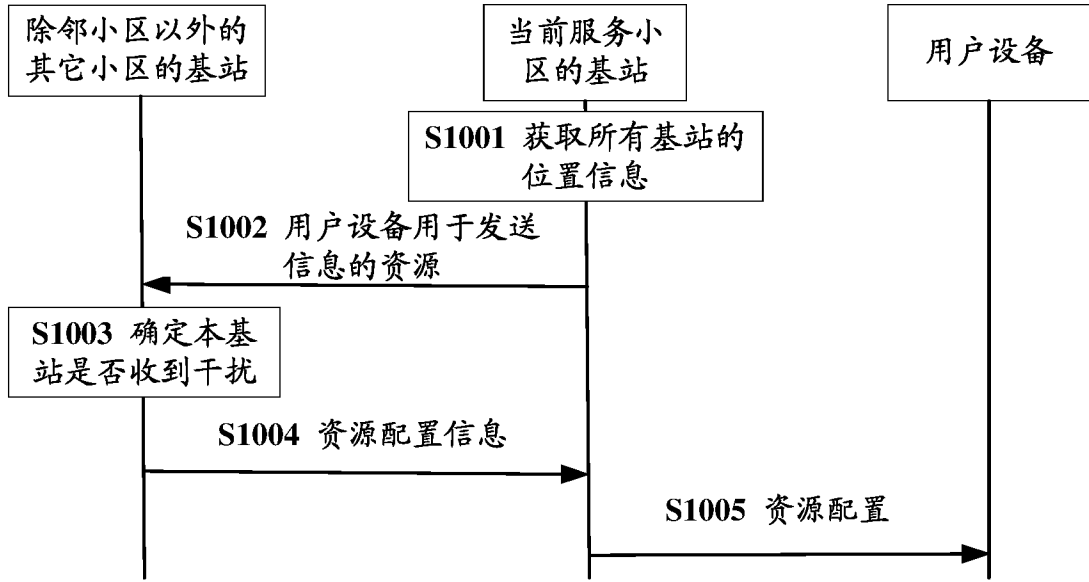 除邻小区以外的
其它小区的基站
当前服务小
区的基站
用户设备
S1001 获取所有基站的
位置信息
S1002 用户设备用于发送
信息的资源
S1003 确定本基
站是否收到干扰
S1004 资源配置信息
S1005 资源配置